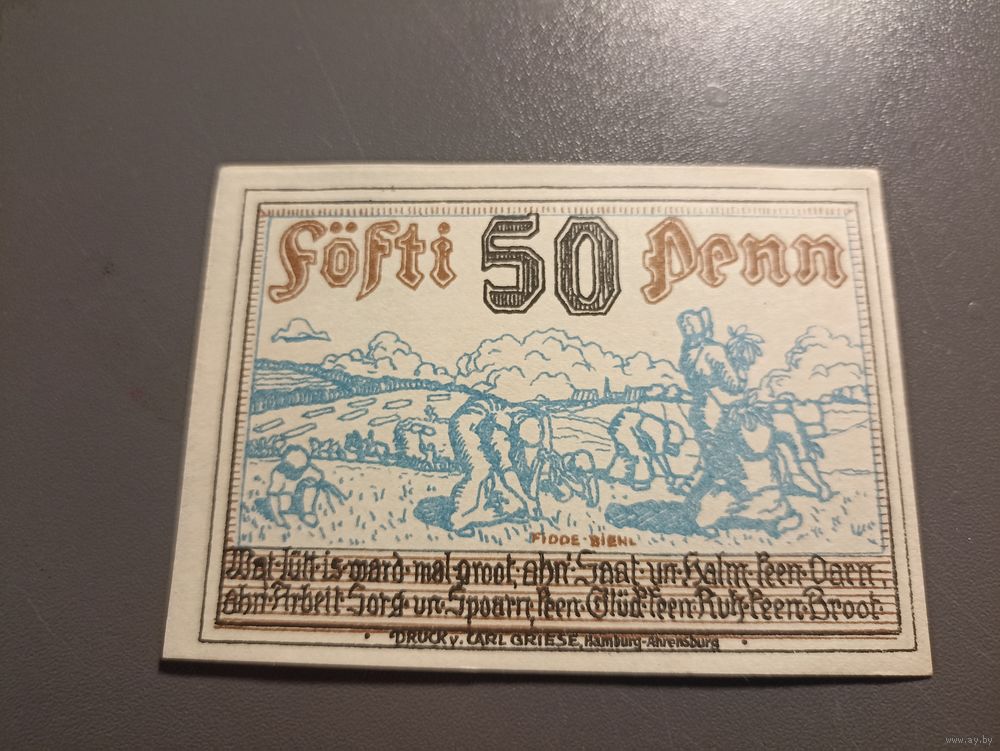 Föfti 50 Penn
FIDDE·BIEHL
Wat·lütt·is·ward·mal·groot, ahn'·Saat·un·Halm·keen·Oarn,
ahn'·Arbeit·Sorg·un·Spoarn, keen·Glück·keen·Ruh·keen·Broot·
·DRUCK v. CARL GRIESE, Hamburg-Ahrensburg·
www.ay.by